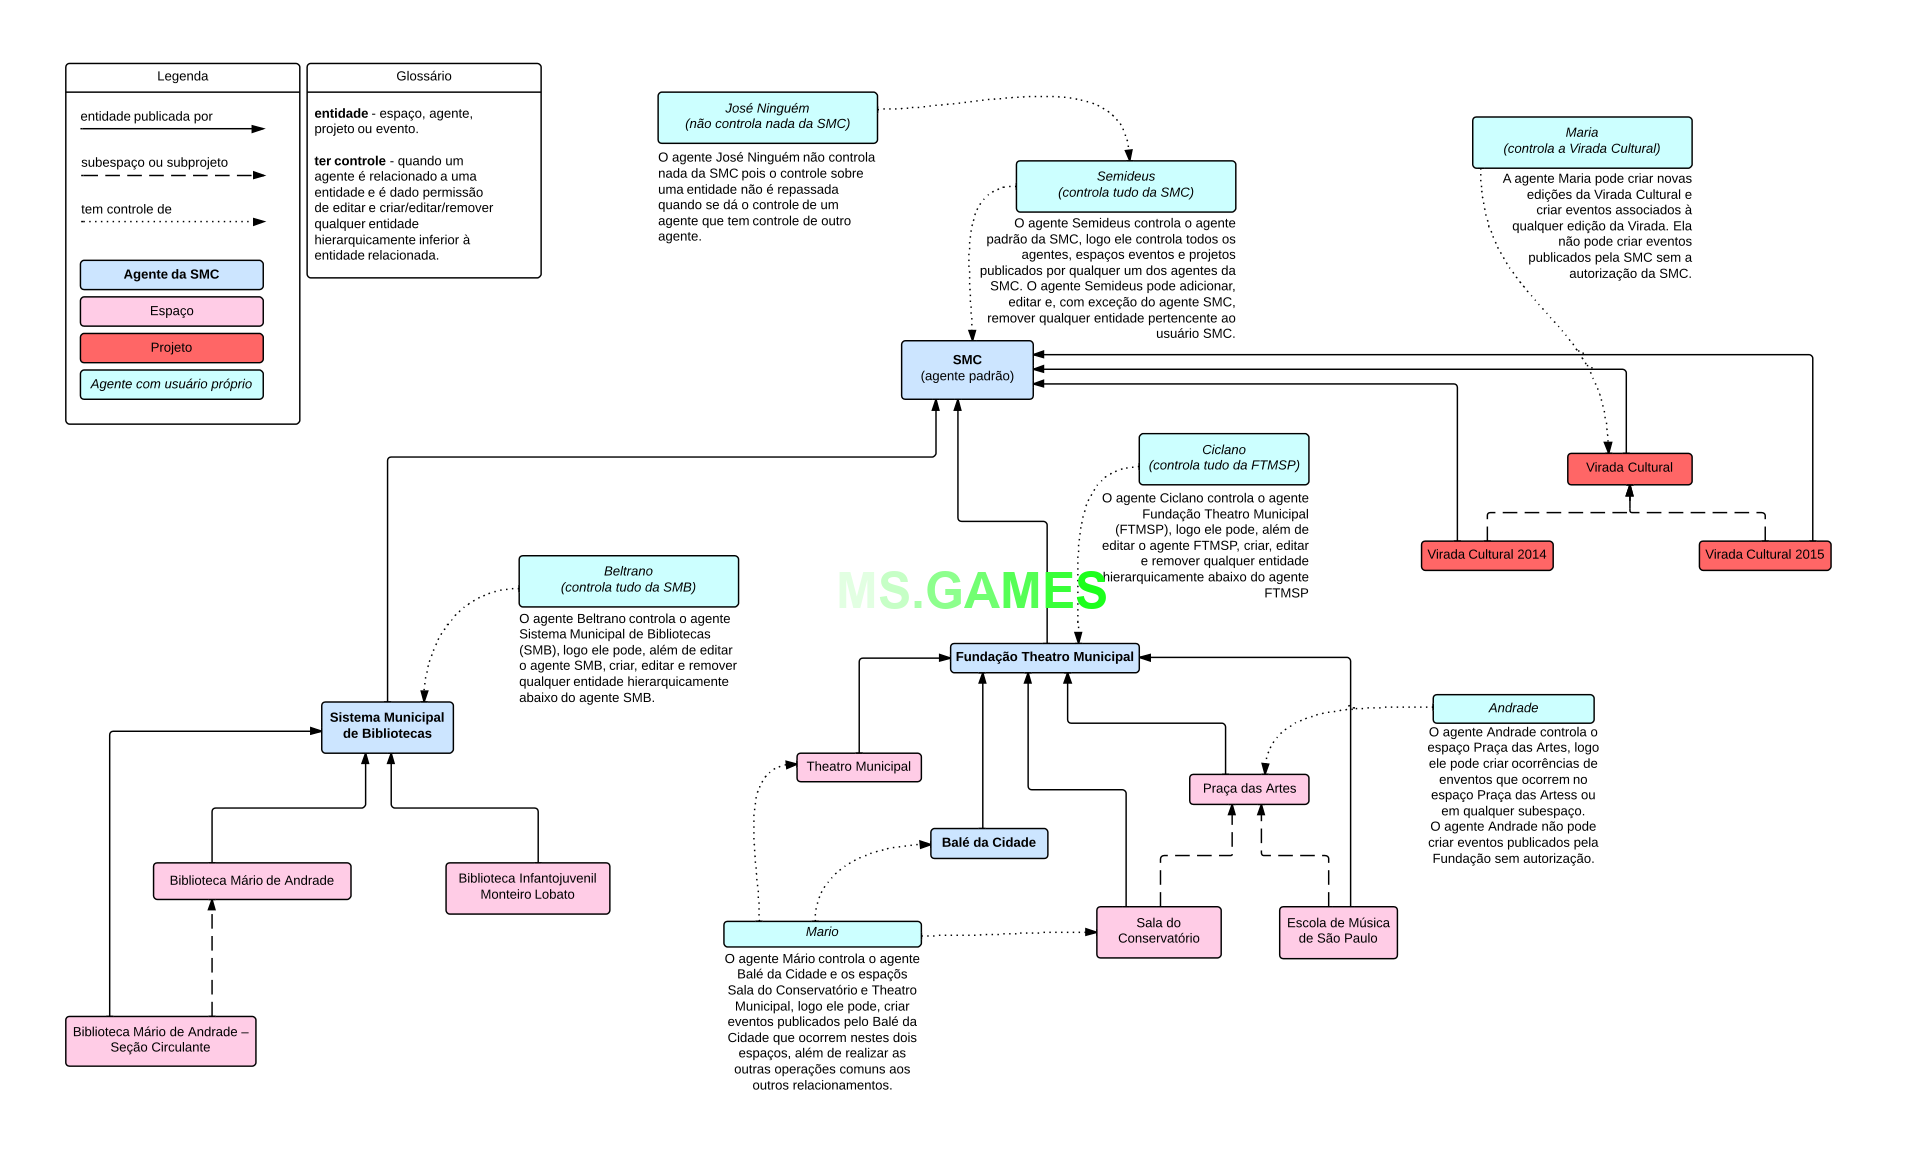 Legenda
entidade publicada por
subespaço ou subprojeto
tem controle de
Agente da SMC
Espaço
Projeto
Agente com usuário próprio
Glossário
entidade - espaço, agente,
projeto ou evento.
ter controle - quando um
agente é relacionado a uma
entidade e é dado permissão
de editar e criar/editar/remover
qualquer entidade
hierarquicamente inferior à
entidade relacionada.
José Ninguém
(não controla nada da SMC)
O agente José Ninguém não controla
nada da SMC pois o controle sobre
uma entidade não é repassada
quando se dá o controle de um
agente que tem controle de outro
agente.
Semideus
(controla tudo da SMC)
O agente Semideus controla o agente
padrão da SMC, logo ele controla todos os
agentes, espaços eventos e projetos
publicados por qualquer um dos agentes da
SMC. O agente Semideus pode adicionar,
editar e, com exceção do agente SMC,
remover qualquer entidade pertencente ao
usuário SMC.
Maria
(controla a Virada Cultural)
A agente Maria pode criar novas
edições da Virada Cultural e
criar eventos associados à
qualquer edição da Virada. Ela
não pode criar eventos
publicados pela SMC sem a
autorização da SMC.
SMC
(agente padrão)
Ciclano
(controla tudo da FTMSP)
O agente Ciclano controla o agente
Fundação Theatro Municipal
(FTMSP), logo ele pode, além de
editar o agente FTMSP, criar, editar
e remover qualquer entidade
hierarquicamente abaixo do agente
FTMSP
Virada Cultural
Virada Cultural 2014
Virada Cultural 2015
Beltrano
(controla tudo da SMB)
O agente Beltrano controla o agente
Sistema Municipal de Bibliotecas
(SMB), logo ele pode, além de editar
o agente SMB, criar, editar e remover
qualquer entidade hierarquicamente
abaixo do agente SMB.
MS.GAMES
Fundação Theatro Municipal
Sistema Municipal
de Bibliotecas
Andrade
O agente Andrade controla o
espaço Praça das Artes, logo
ele pode criar ocorrências de
enventos que ocorrem no
espaço Praça das Artess ou
em qualquer subespaço.
O agente Andrade não pode
criar eventos publicados pela
Fundação sem autorização.
Theatro Municipal
Praça das Artes
Balé da Cidade
Biblioteca Mário de Andrade
Biblioteca Infantojuvenil
Monteiro Lobato
Mario
O agente Mário controla o agente
Balé da Cidade e os espaçõs
Sala do Conservatório e Theatro
Municipal, logo ele pode, criar
eventos publicados pelo Balé da
Cidade que ocorrem nestes dois
espaços, além de realizar as
outras operações comuns aos
outros relacionamentos.
Sala do
Conservatório
Escola de Música
de São Paulo
Biblioteca Mário de Andrade –
Seção Circulante